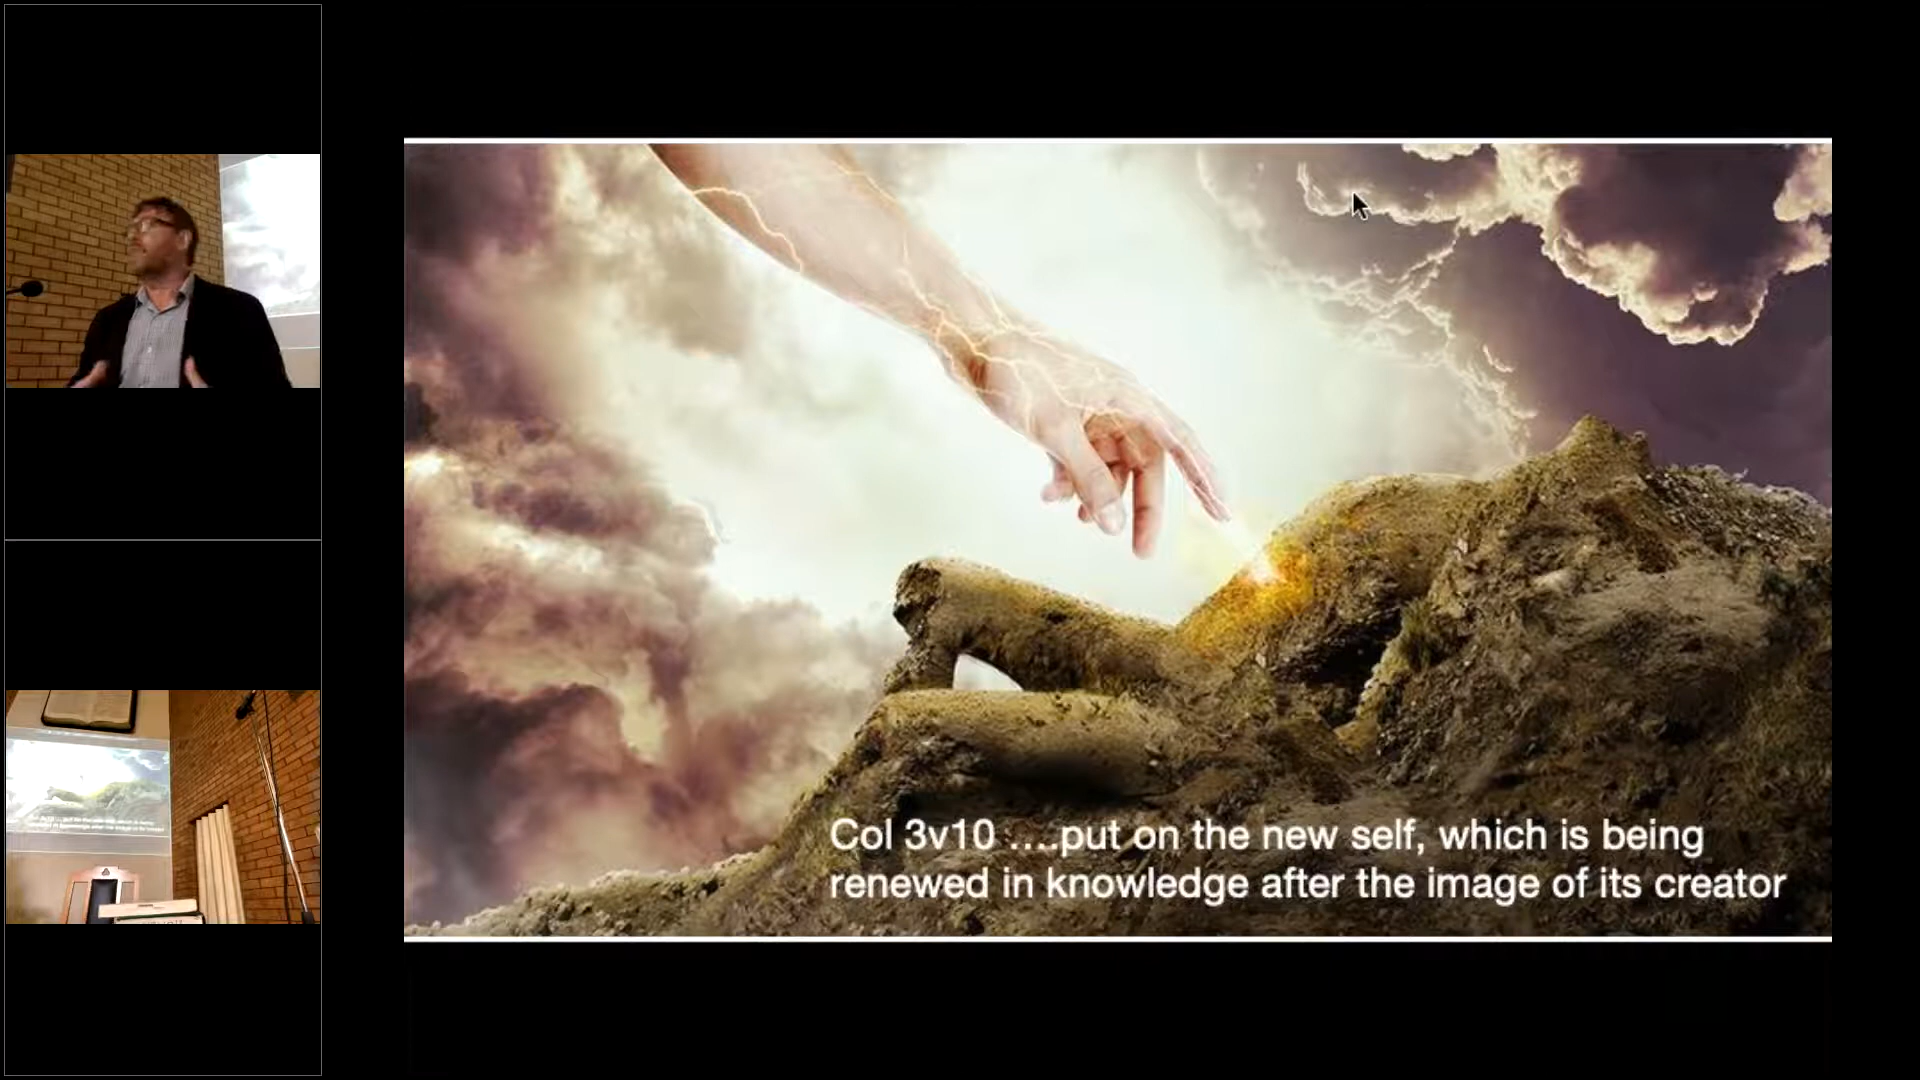 Col 3v10 ....put on the new self, which is being
renewed in knowledge after the image of its creator